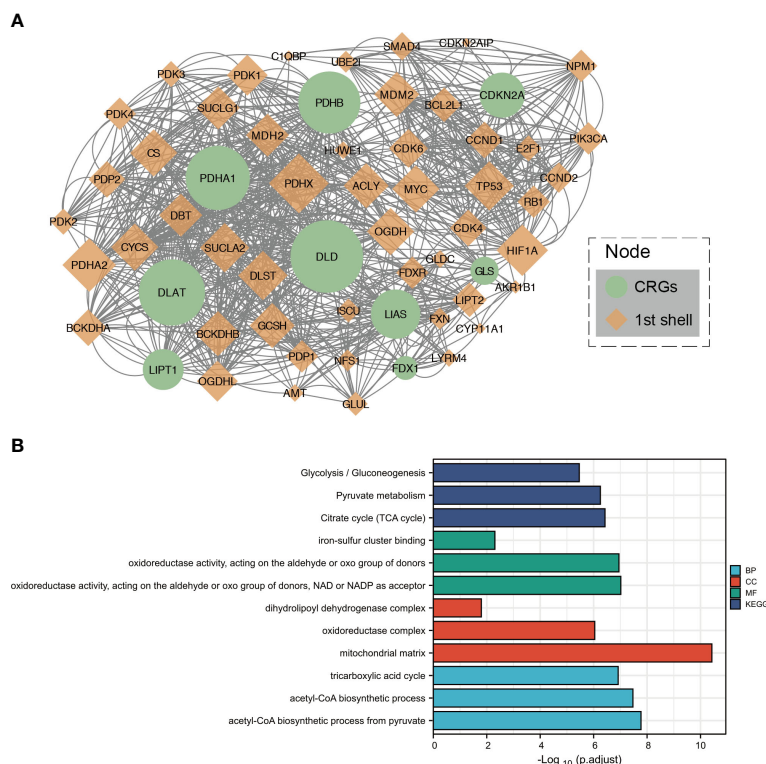 A
SMAD4
CDKN2AIP
C1QBP
UBE2I
NPM1
PDK3
PDK1
PDHB
MDM2
BCL2L1
CDKN2A
PDK4
SUCLG1
MDH2
HUWE1
CDK6
CCND1
E2F1
PIK3CA
CS
PDP2
PDHA1
PDHX
ACLY
MYC
TP53
CCND2
RB1
PDK2
DBT
CYCS
SUCLA2
OGDH
CDK4
HIF1A
PDHA2
DLST
DLD
GLDC
FDXR
GLS
AKR1B1
DLAT
LIPT2
ISCU
LIAS
FXN
CYP11A1
BCKDHA
BCKDHB
GCSH
PDP1
NFS1
LYRM4
LIPT1
OGDHL
FDX1
AMT
GLUL
Node
CRGs
1st shell
B
Glycolysis / Gluconeogenesis
Pyruvate metabolism
Citrate cycle (TCA cycle)
iron-sulfur cluster binding
oxidoreductase activity, acting on the aldehyde or oxo group of donors
oxidoreductase activity, acting on the aldehyde or oxo group of donors, NAD or NADP as acceptor
dihydrolipoyl dehydrogenase complex
oxidoreductase complex
mitochondrial matrix
tricarboxylic acid cycle
acetyl-CoA biosynthetic process
acetyl-CoA biosynthetic process from pyruvate
BP
CC
MF
KEGG
0 2 4 6 8 10
-Log 10 (p.adjust)